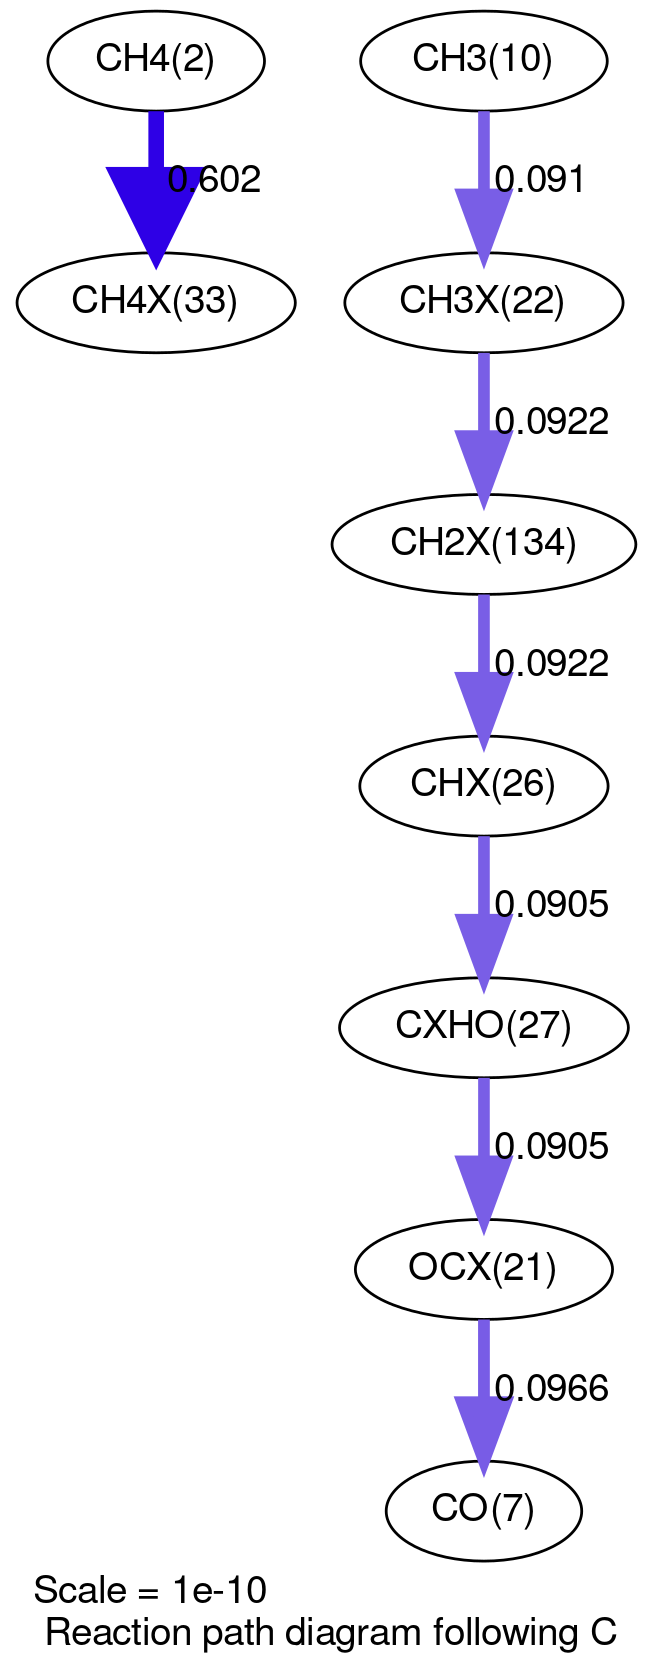 CH4(2)
CH3(10)
0.602
0.091
CH4X(33)
CH3X(22)
0.0922
CH2X(134)
0.0922
CHX(26)
0.0905
CXHO(27)
0.0905
OCX(21)
0.0966
CO(7)
Scale = 1e-10
Reaction path diagram following C